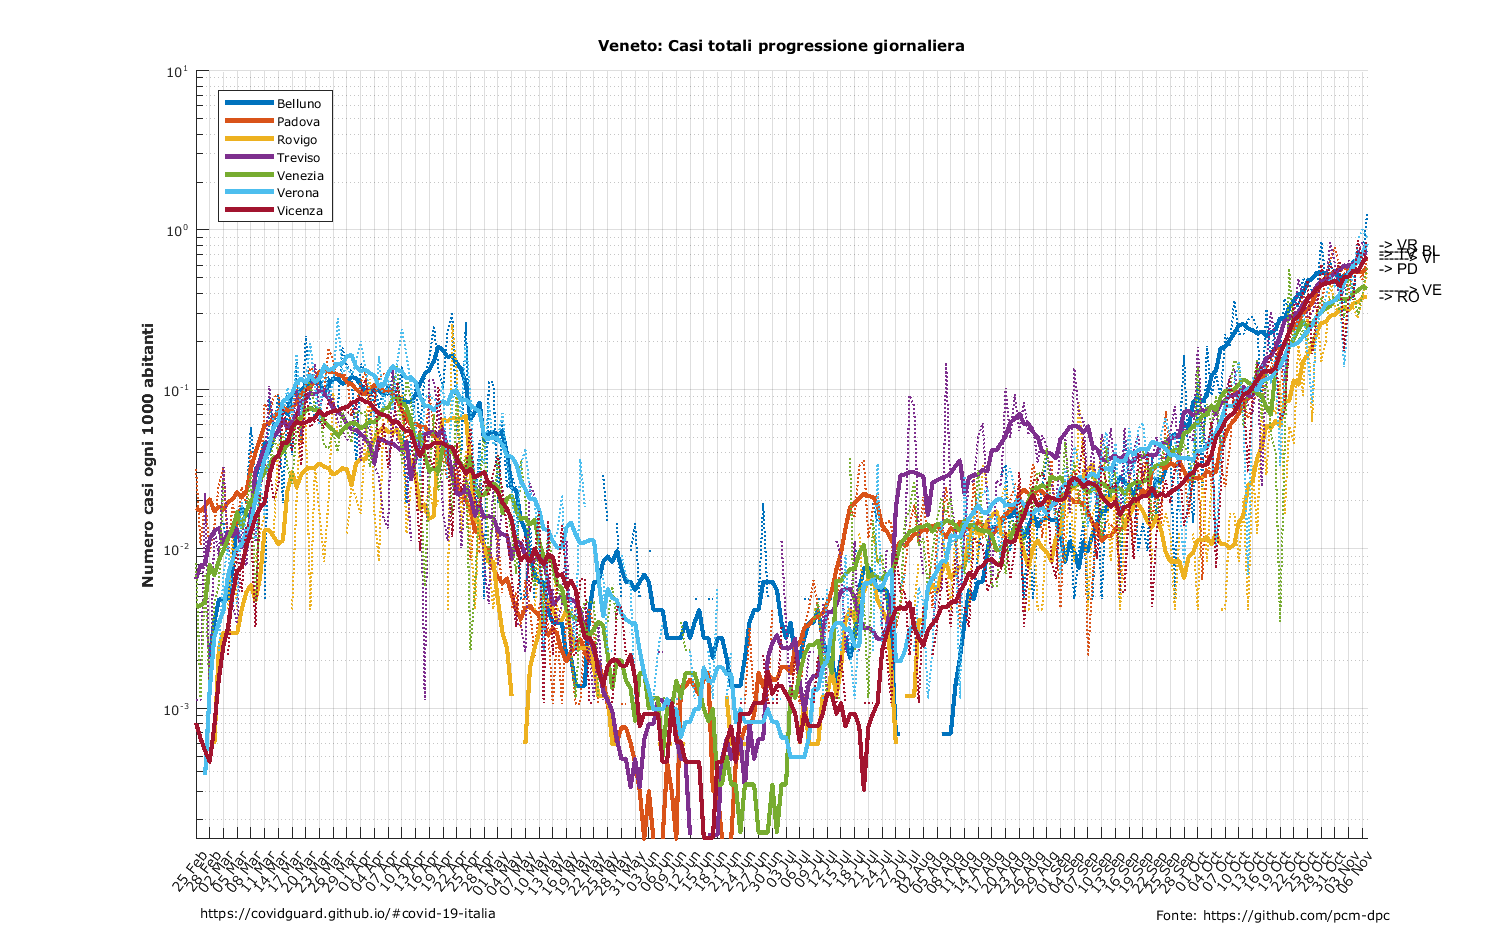 Veneto: Casi totali progressione giornaliera
10¹
10⁰
10⁻¹
10⁻²
10⁻³
Numero casi ogni 1000 abitanti
Belluno
Padova
Rovigo
Treviso
Venezia
Verona
Vicenza
-> VR
-> PD
------> VE
-> RO
25 Feb
28 Feb
02 Mar
05 Mar
08 Mar
11 Mar
14 Mar
17 Mar
20 Mar
23 Mar
26 Mar
29 Mar
01 Apr
04 Apr
07 Apr
10 Apr
13 Apr
16 Apr
19 Apr
22 Apr
25 Apr
28 Apr
01 May
04 May
07 May
10 May
13 May
16 May
19 May
22 May
25 May
28 May
31 May
03 Jun
06 Jun
09 Jun
12 Jun
15 Jun
18 Jun
21 Jun
24 Jun
27 Jun
30 Jun
03 Jul
06 Jul
09 Jul
12 Jul
15 Jul
18 Jul
21 Jul
24 Jul
27 Jul
30 Jul
02 Aug
05 Aug
08 Aug
11 Aug
14 Aug
17 Aug
20 Aug
23 Aug
26 Aug
29 Aug
01 Sep
04 Sep
07 Sep
10 Sep
13 Sep
16 Sep
19 Sep
22 Sep
25 Sep
28 Sep
01 Oct
04 Oct
07 Oct
10 Oct
13 Oct
16 Oct
19 Oct
22 Oct
25 Oct
28 Oct
31 Oct
03 Nov
06 Nov
https://covidguard.github.io/#covid-19-italia
Fonte: https://github.com/pcm-dpc